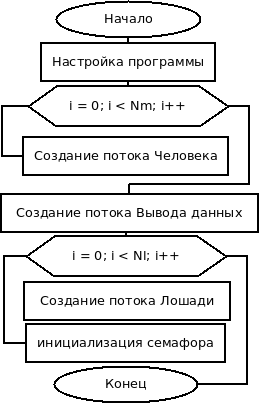 Начало
Настройка программы
i = 0; i < Nm; i++
Создание потока Человека
Создание потока Вывода данных
i = 0; i < Nl; i++
Создание потока Лошади
инициализация семафора
Конец